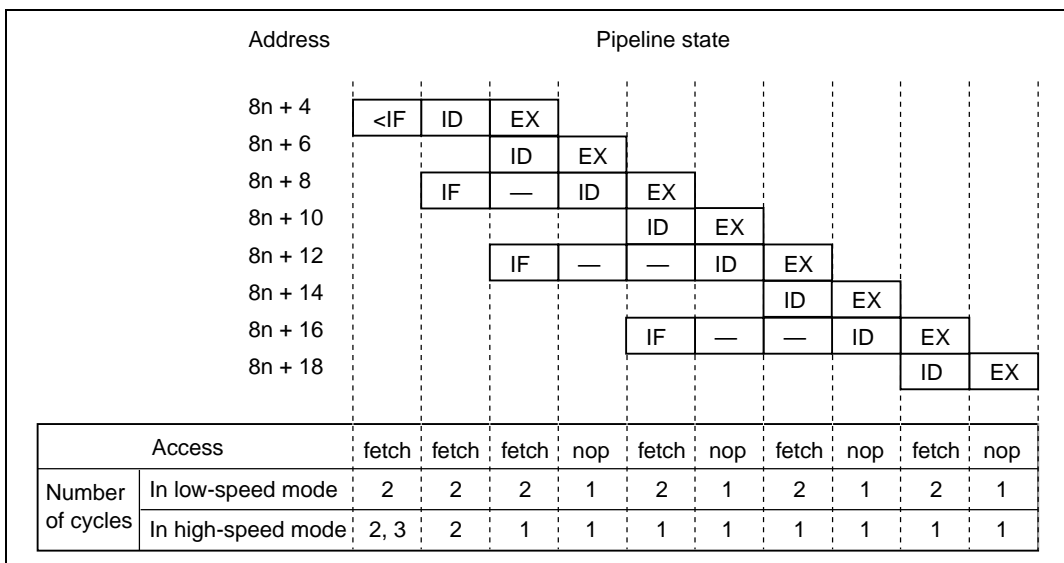 Address Pipeline state
8n + 4 <IF ID EX
8n + 6 ID EX
8n + 8 IF — ID EX
8n + 10 ID EX
8n + 12 IF — — ID EX
8n + 14 ID EX
8n + 16 IF — — ID EX
8n + 18 ID EX
Access fetch fetch fetch nop fetch nop fetch nop fetch nop
Number of cycles In low-speed mode 2 2 2 1 2 1 2 1 2 1
In high-speed mode 2, 3 2 1 1 1 1 1 1 1 1